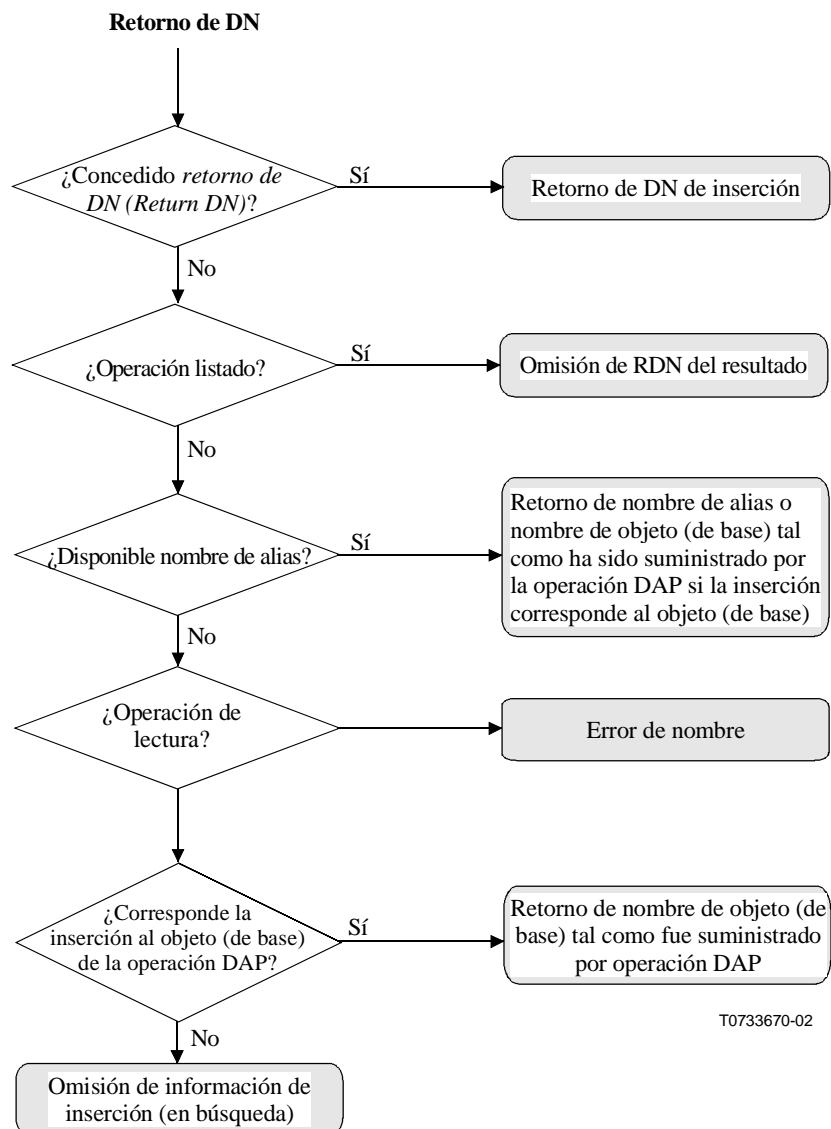 Retorno de DN
¿Concedido retorno de
DN (Return DN)?
Sí
Retorno de DN de inserción
No
¿Operación listado?
Sí
Omisión de RDN del resultado
No
¿Disponible nombre de alias?
Sí
Retorno de nombre de alias o
nombre de objeto (de base) tal
como ha sido suministrado por
la operación DAP si la inserción
corresponde al objeto (de base)
No
¿Operación de
lectura?
Error de nombre
¿Corresponde la
inserción al objeto (de base)
de la operación DAP?
Sí
Retorno de nombre de objeto (de
base) tal como fue suministrado
por operación DAP
T0733670-02
No
Omisión de información de
inserción (en búsqueda)